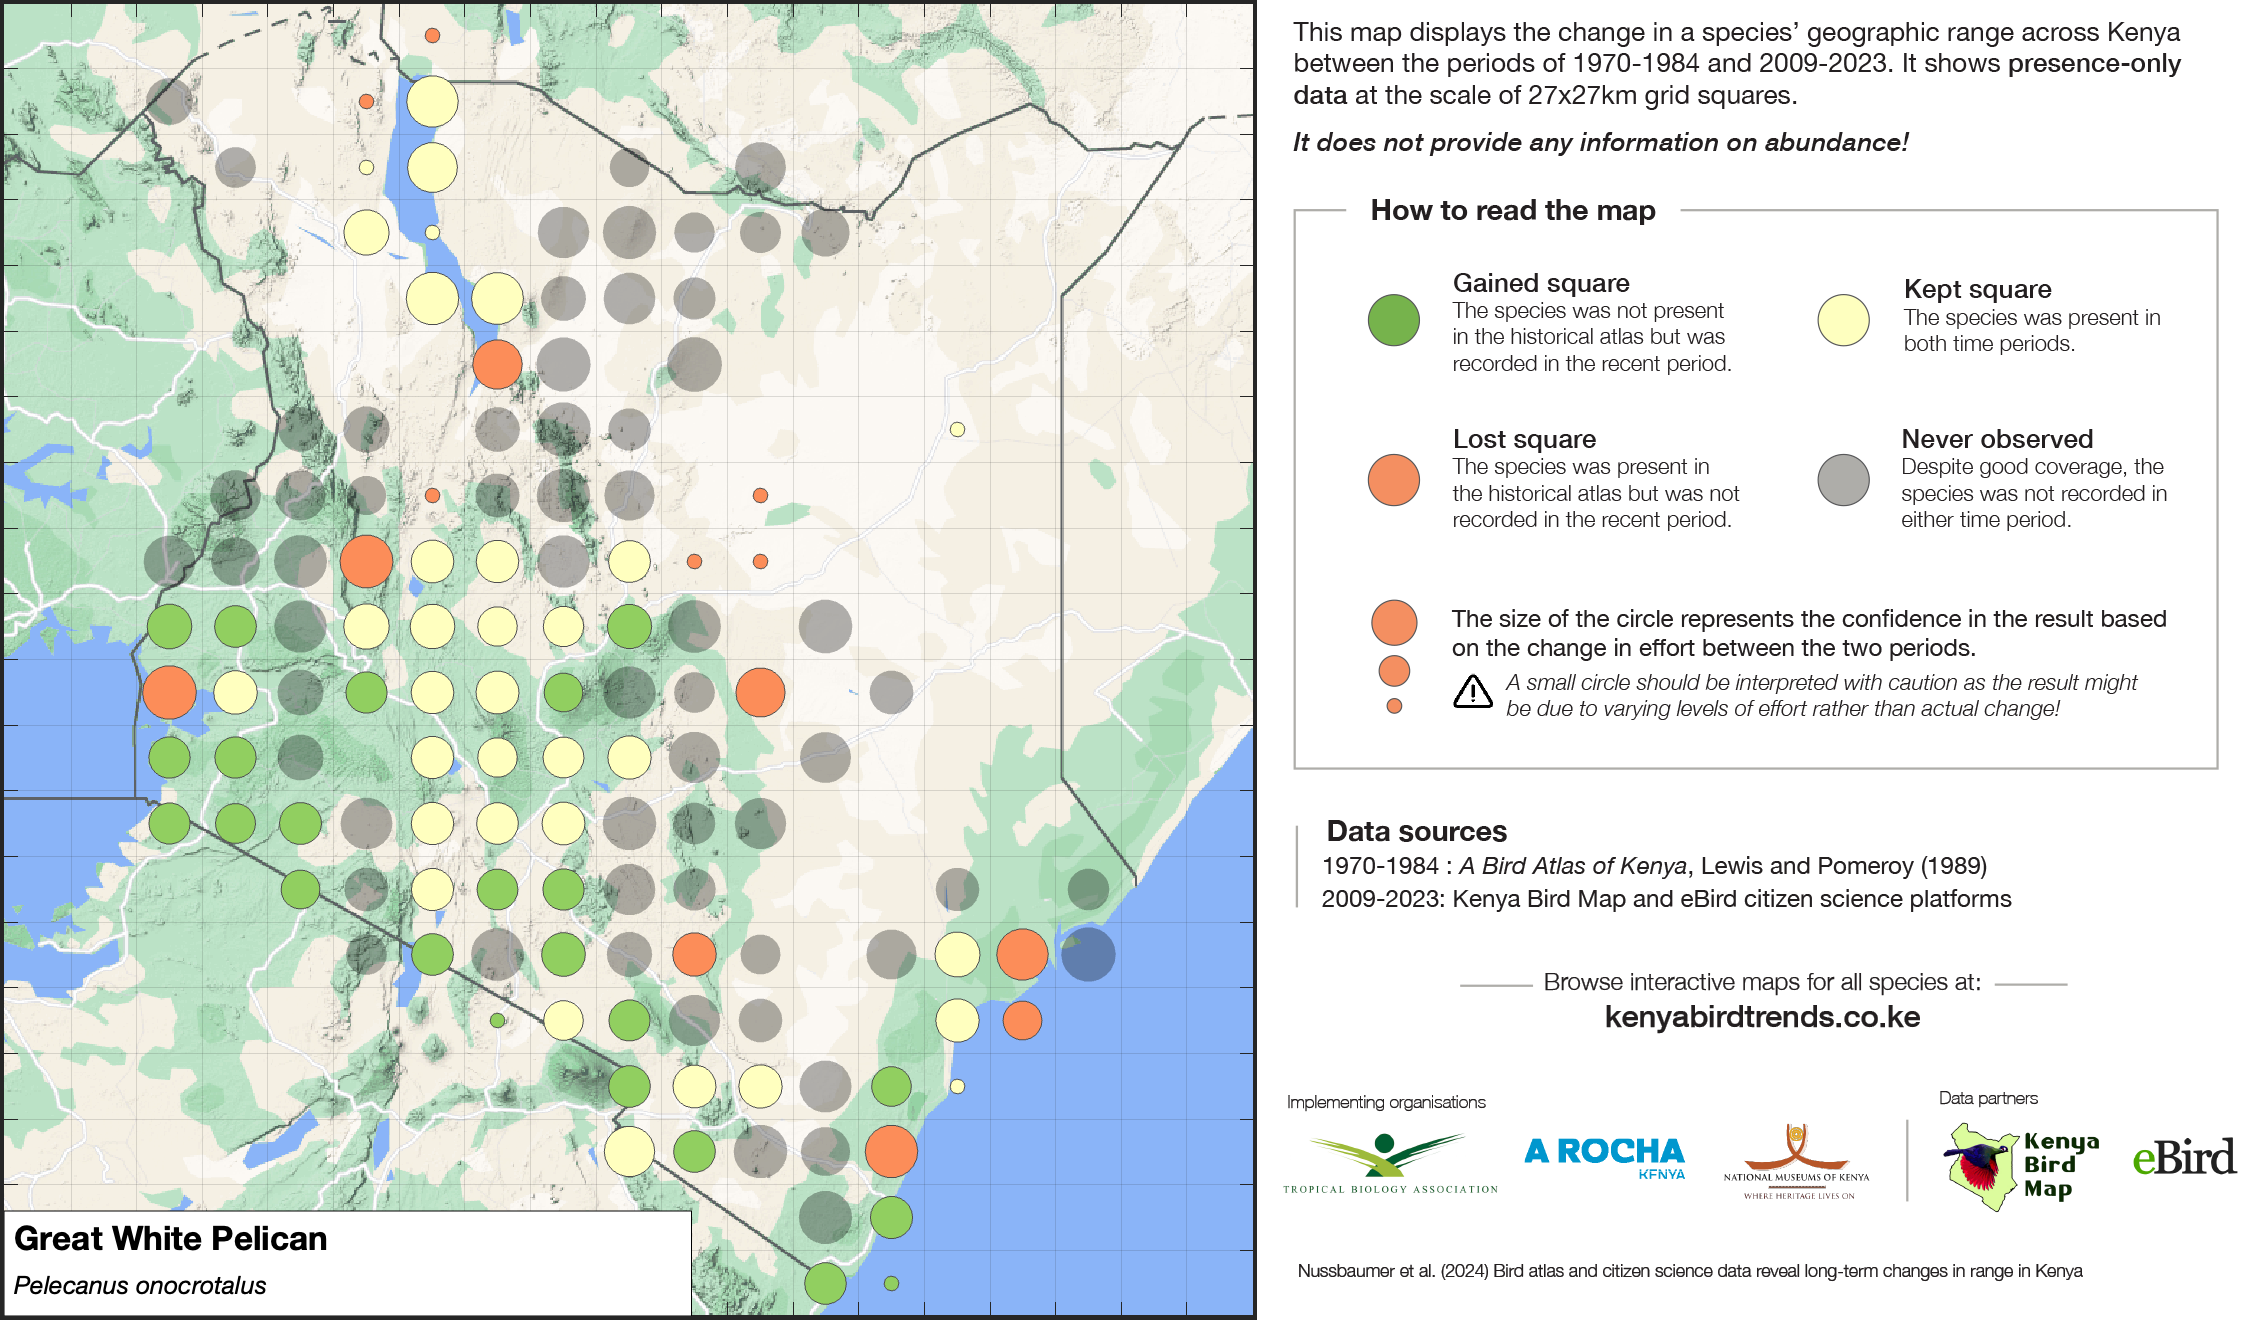 This map displays the change in a species’ geographic range across Kenya
between the periods of 1970-1984 and 2009-2023. It shows presence-only
data at the scale of 27x27km grid squares.
It does not provide any information on abundance!
How to read the map
Gained square
The species was not present
in the historical atlas but was
recorded in the recent period.
Kept square
The species was present in
both time periods.
Lost square
The species was present in
the historical atlas but was not
recorded in the recent period.
Never observed
Despite good coverage, the
species was not recorded in
either time period.
The size of the circle represents the confidence in the result based
on the change in effort between the two periods.
A small circle should be interpreted with caution as the result might
be due to varying levels of effort rather than actual change!
Data sources
1970-1984 : A Bird Atlas of Kenya, Lewis and Pomeroy (1989)
2009-2023: Kenya Bird Map and eBird citizen science platforms
Browse interactive maps for all species at:
kenyabirdtrends.co.ke
Implementing organisations
Data partners
TROPICAL BIOLOGY ASSOCIATION
A ROCHA
KENYA
NATIONAL MUSEUMS OF KENYA
WHERE HERITAGE LIVES ON
Kenya
Bird
Map
eBird
Nussbaumer et al. (2024) Bird atlas and citizen science data reveal long-term changes in range in Kenya
Great White Pelican
Pelecanus onocrotalus